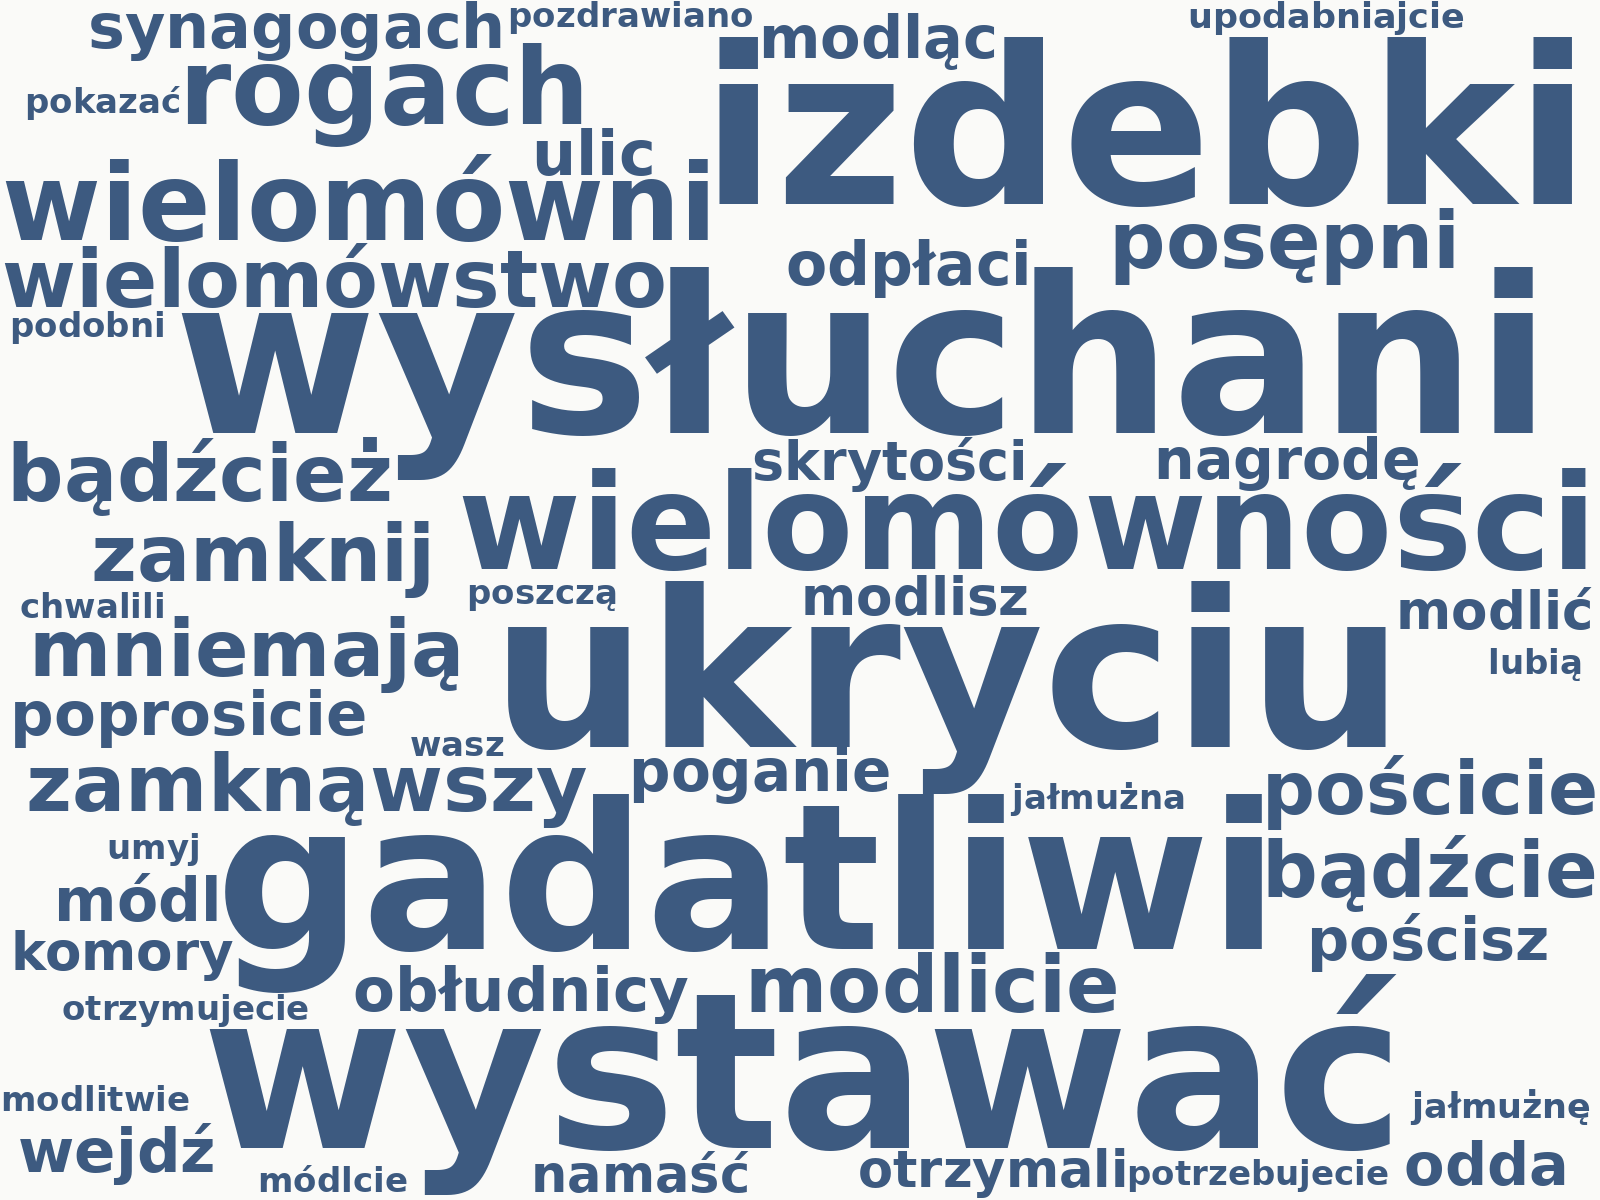 synagogach
pozdrawiano
modląc
upodabniajcie
pokazać
rogach
izdebki
ulic
wielomówni
posępni
odpłaci
wielomówstwo
podobni
wysłuchani
bądźcież
skrytości
nagrodę
wielomówności
zamknij
chwalili
poszczą
modlisz
modlić
mniemają
ukryciu
lubią
poprosicie
wasz
zamknąwszy
poganie
jałmużna
pościcie
umyj
gadatliwi
bądźcie
módl
pościsz
komory
obłudnicy
modlicie
otrzymujecie
wystawać
modlitwie
jałmużnę
wejdź
módlcie
namaść
otrzymali
potrzebujecie
odda